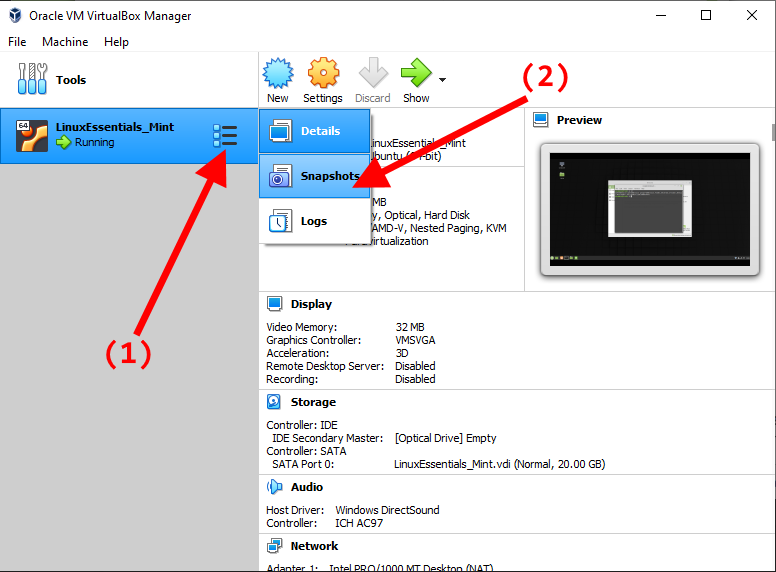 Oracle VM VirtualBox Manager
File Machine Help
Tools
New Settings Discard Show
(2)
64
LinuxEssentials_Mint
Running
(1)
Details
Snapshots
Logs
LinuxEssentials_Mint
(64-bit)
MB
Optical, Hard Disk
AMD-V, Nested Paging, KVM
Preview
Display
Video Memory: 32 MB
Graphics Controller: VMSVGA
Acceleration: 3D
Remote Desktop Server: Disabled
Recording: Disabled
Storage
Controller: IDE
IDE Secondary Master: [Optical Drive] Empty
Controller: SATA
SATA Port 0: LinuxEssentials_Mint.vdi (Normal, 20.00 GB)
Audio
Host Driver: Windows DirectSound
Controller: ICH AC97
Network
Adapter 1: Intel PRO/1000 MT Desktop (NAT)